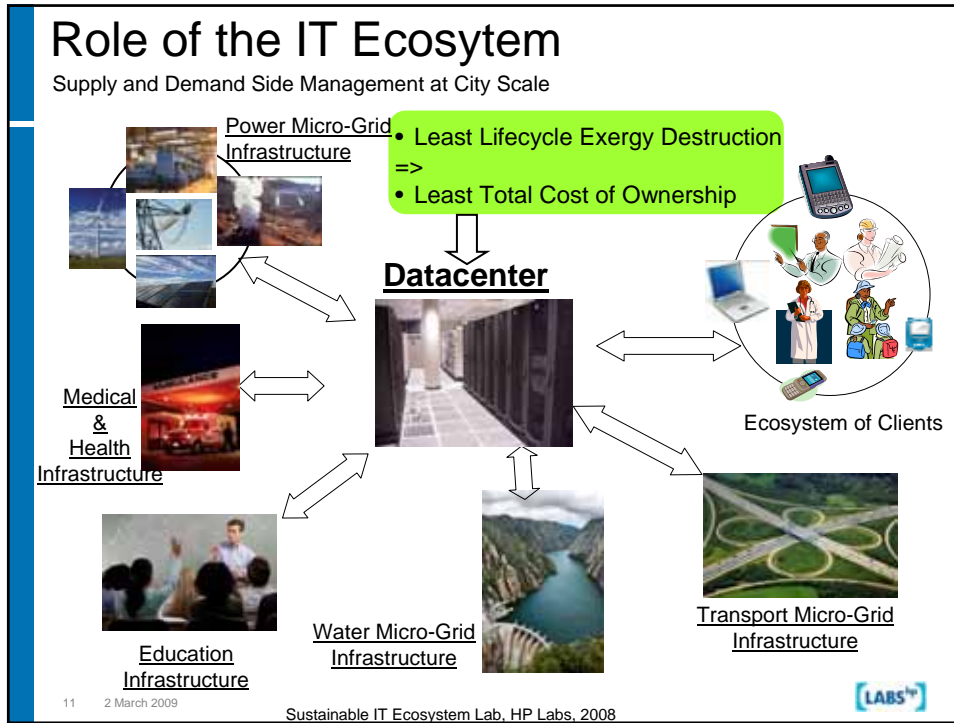 Role of the IT Ecosytem
Supply and Demand Side Management at City Scale
Power Micro-Grid
Infrastructure
• Least Lifecycle Exergy Destruction
=>
• Least Total Cost of Ownership
Datacenter
AMBULANCE
Medical
&
Health
Infrastructure
Ecosystem of Clients
Education
Infrastructure
Water Micro-Grid
Infrastructure
Transport Micro-Grid
Infrastructure
11 2 March 2009
Sustainable IT Ecosystem Lab, HP Labs, 2008
LABS hp